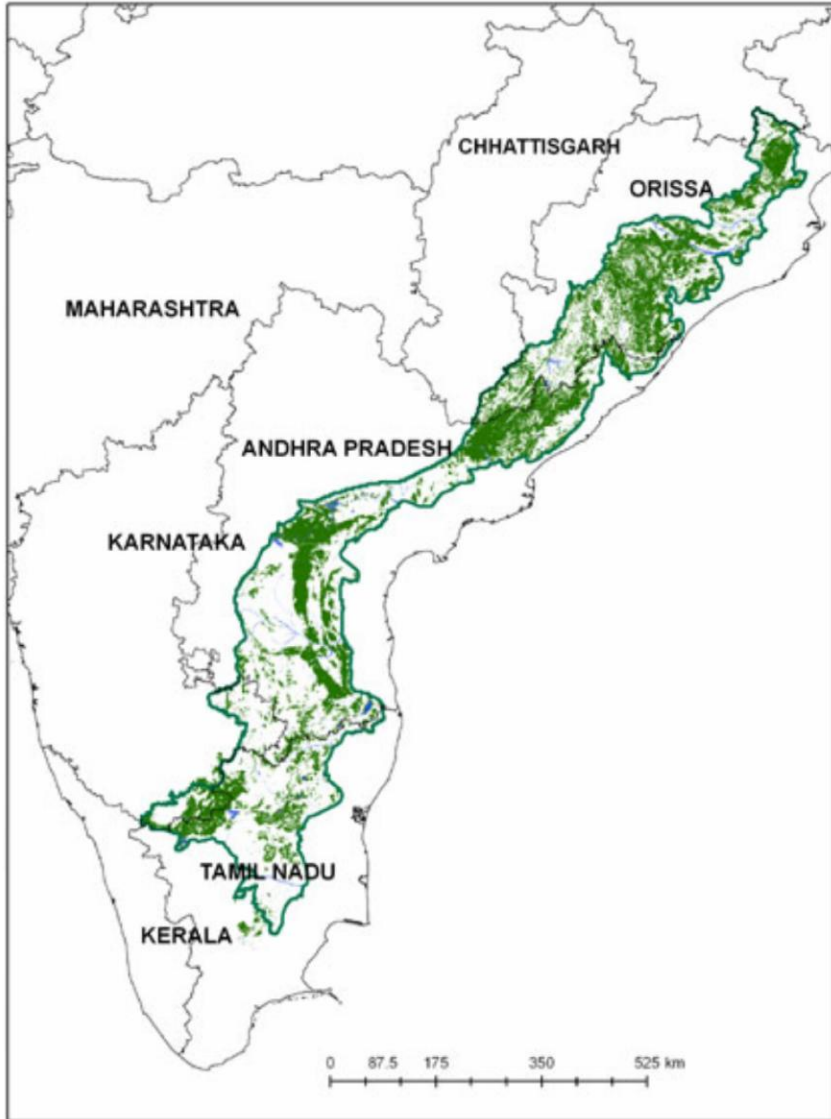 CHHATTISGARH
ORISSA
MAHARASHTRA
ANDHRA PRADESH
KARNATAKA
TAMIL NADU
KERALA
0 87.5 175 350 525 km